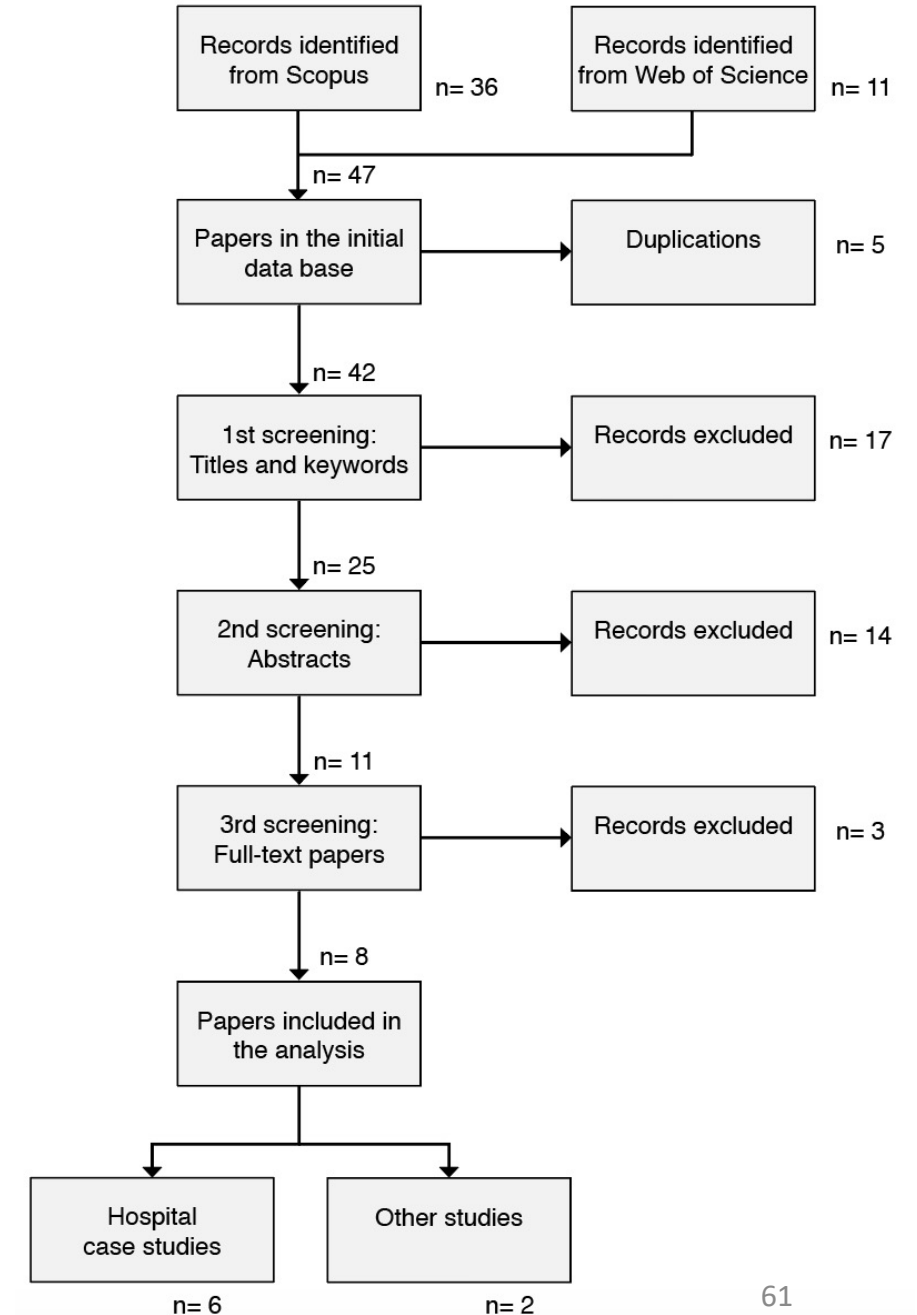 Records identified
from Scopus
n= 36
Records identified
from Web of Science
n= 11
n= 47
Papers in the initial
data base
Duplications
n= 5
n= 42
1st screening:
Titles and keywords
Records excluded
n= 17
n= 25
2nd screening:
Abstracts
Records excluded
n= 14
n= 11
3rd screening:
Full-text papers
Records excluded
n= 3
n= 8
Papers included in
the analysis
Hospital
case studies
n= 6
Other studies
n= 2
61